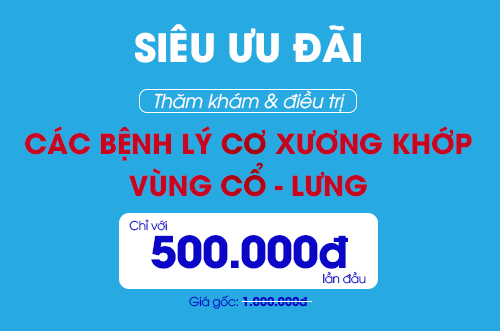 SIÊU ƯU ĐÃI
Thăm khám & điều trị
CÁC BỆNH LÝ CƠ XƯƠNG KHỚP
VÙNG CỔ - LƯNG
Chỉ với
500.000đ
lần đầu
Giá gốc: 1.000.000đ